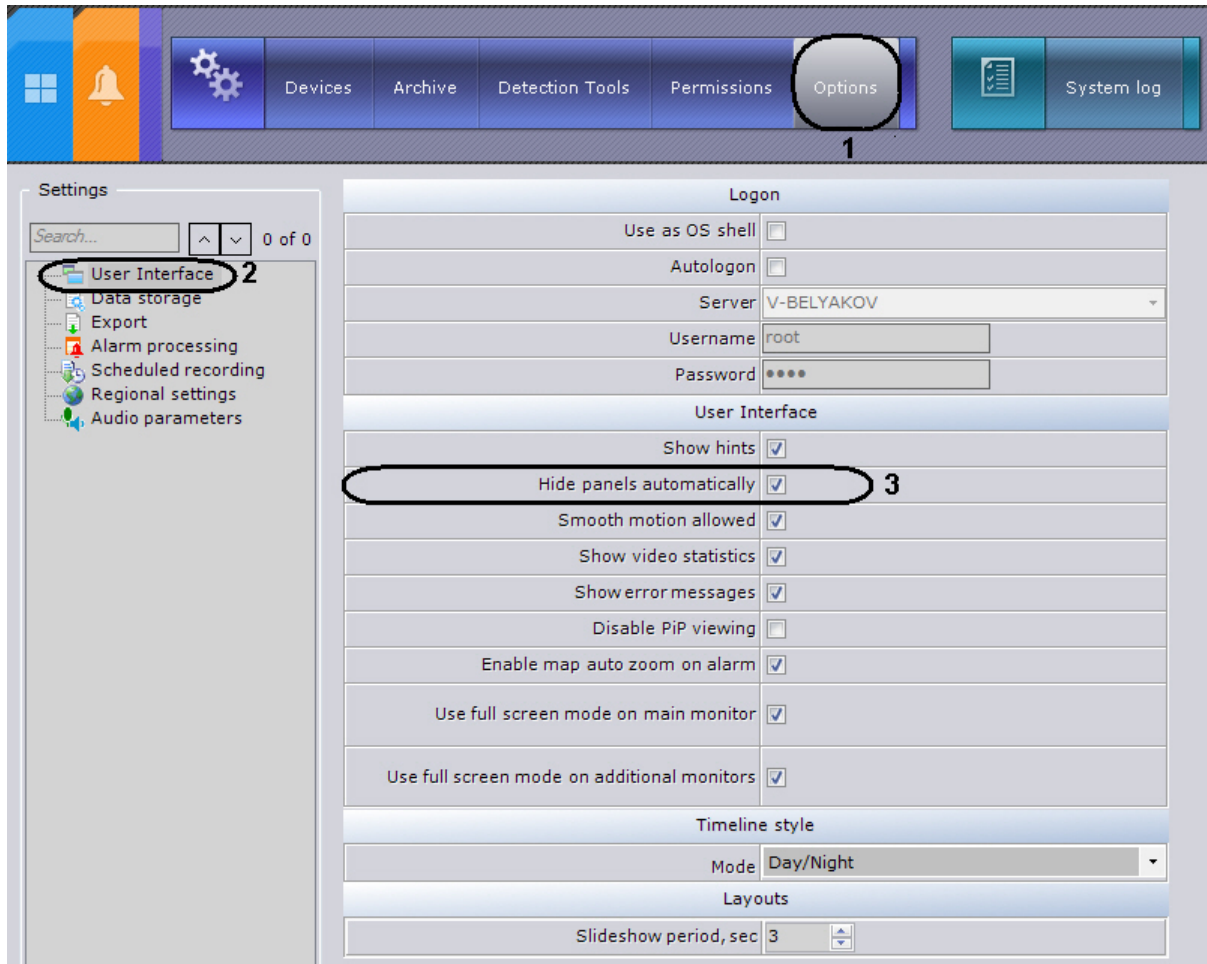 Devices Archive Detection Tools Permissions Options System log
1
Settings
Search... 0 of 0
User Interface 2
Data storage
Export
Alarm processing
Scheduled recording
Regional settings
Audio parameters
Logon
Use as OS shell
Autologon
Server V-BELYAKOV
Username root
Password ••••
User Interface
Show hints
Hide panels automatically 3
Smooth motion allowed
Show video statistics
Show error messages
Disable PiP viewing
Enable map auto zoom on alarm
Use full screen mode on main monitor
Use full screen mode on additional monitors
Timeline style
Mode Day/Night
Layouts
Slideshow period, sec 3